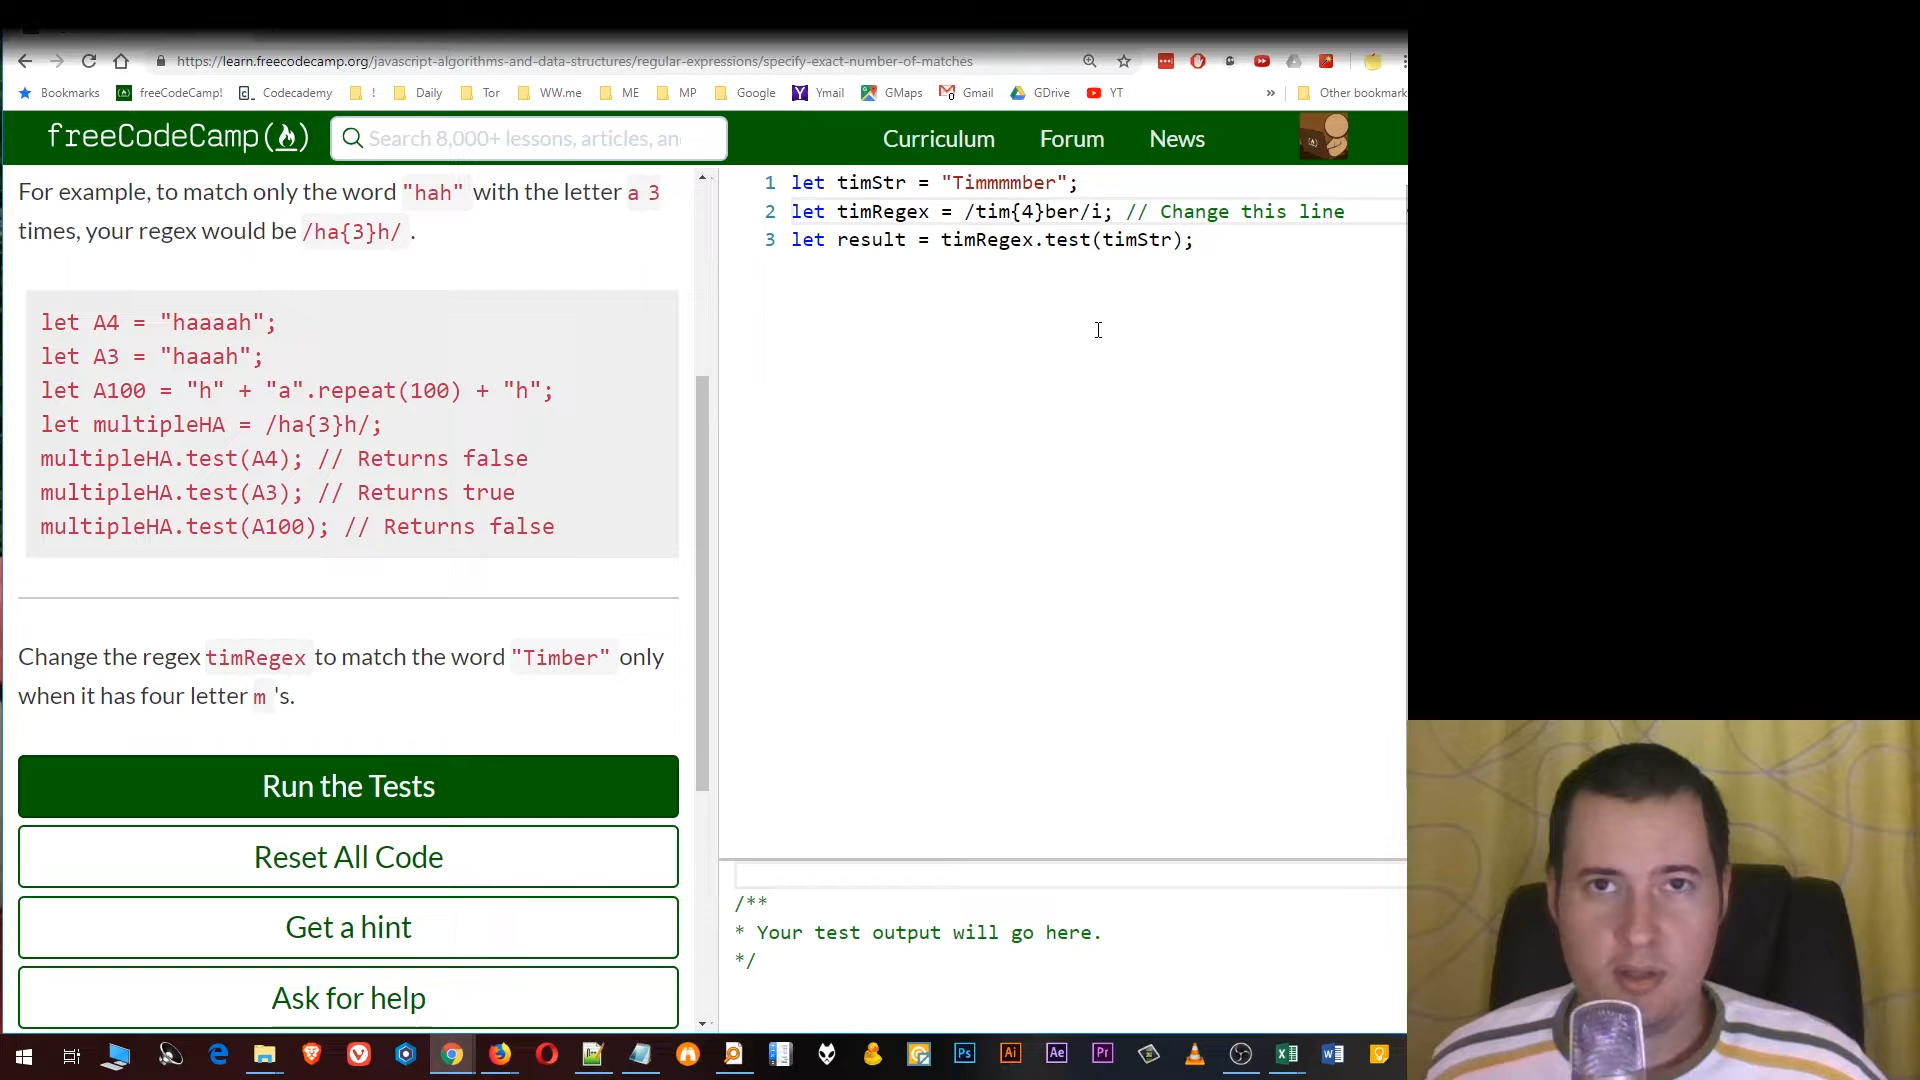 https://learn.freecodecamp.org/javascript-algorithms-and-data-structures/regular-expressions/specify-exact-number-of-matches
Bookmarks freeCodeCamp! Codecademy ! Daily Tor WW.me ME MP Google Ymail GMaps Gmail GDrive YT » Other bookmark
freeCodeCamp Search 8,000+ lessons, articles, an Curriculum Forum News
For example, to match only the word "hah" with the letter a 3
times, your regex would be /ha{3}h/ .
let A4 = "haaaah";
let A3 = "haaah";
let A100 = "h" + "a".repeat(100) + "h";
let multipleHA = /ha{3}h/;
multipleHA.test(A4); // Returns false
multipleHA.test(A3); // Returns true
multipleHA.test(A100); // Returns false
Change the regex timRegex to match the word "Timber" only
when it has four letter m 's.
Run the Tests
Reset All Code
Get a hint
Ask for help
1 let timStr = "Timmmmber";
2 let timRegex = /tim{4}ber/i; // Change this line
3 let result = timRegex.test(timStr);
/**
* Your test output will go here.
*/
Ps Ai Ae Pr